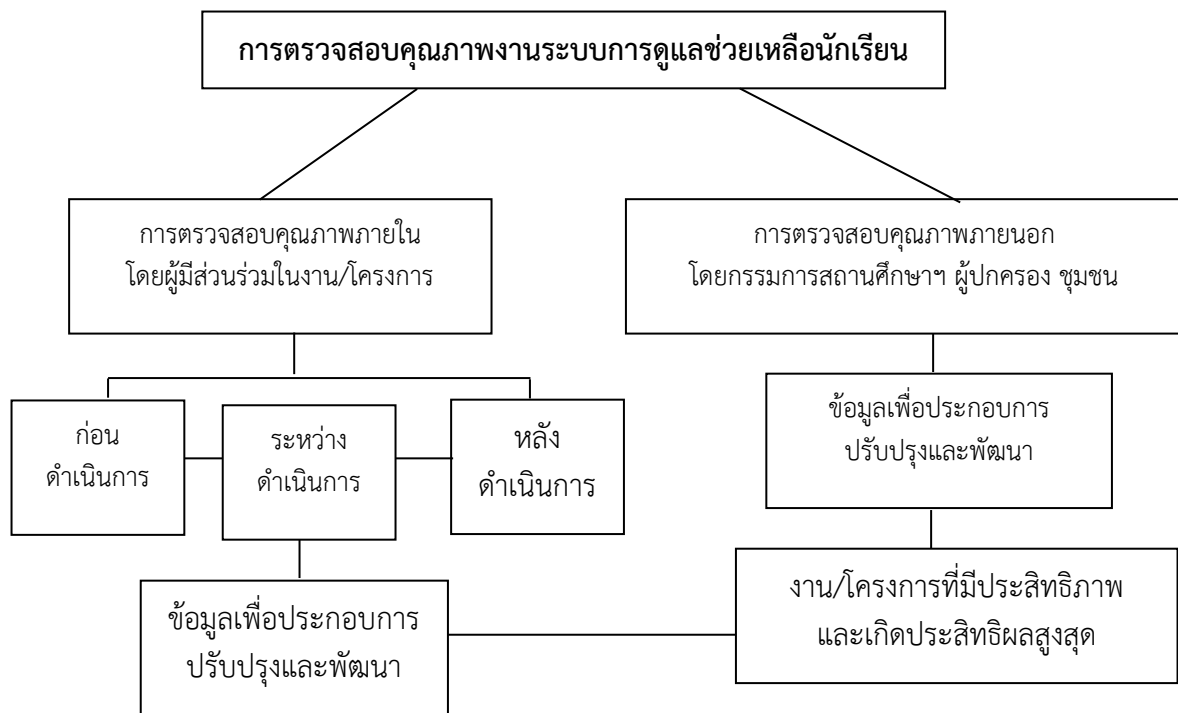 การตรวจสอบคุณภาพงานระบบการดูแลช่วยเหลือนักเรียน
การตรวจสอบคุณภาพภายใน
โดยผู้มีส่วนร่วมในงาน/โครงการ
การตรวจสอบคุณภาพภายนอก
โดยกรรมการสถานศึกษาฯ ผู้ปกครอง ชุมชน
ก่อน
ดำเนินการ
ระหว่าง
ดำเนินการ
หลัง
ดำเนินการ
ข้อมูลเพื่อประกอบการ
ปรับปรุงและพัฒนา
ข้อมูลเพื่อประกอบการ
ปรับปรุงและพัฒนา
งาน/โครงการที่มีประสิทธิภาพ
และเกิดประสิทธิผลสูงสุด